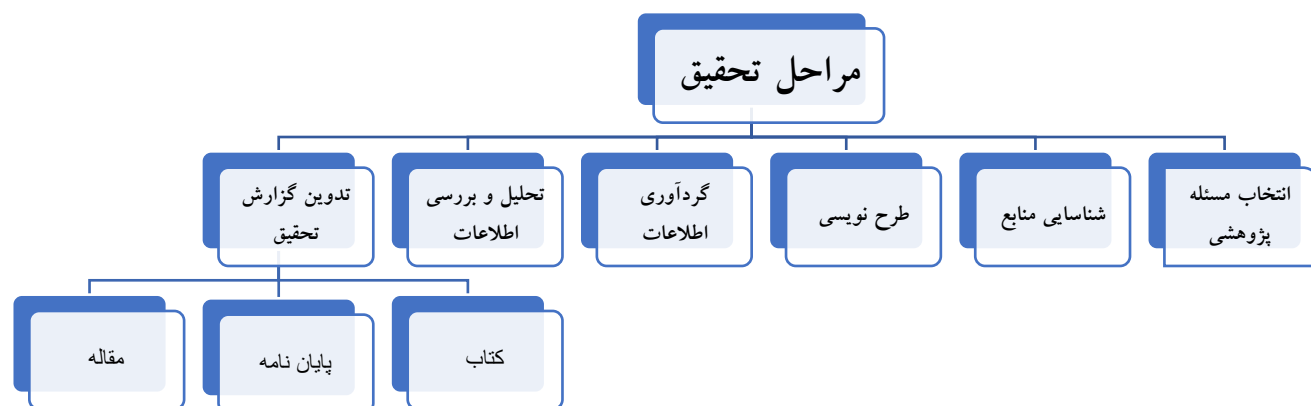 مراحل تحقیق
انتخاب مسئله
پژوهشی
شناسایی منابع
طرح نویسی
گردآوری
اطلاعات
تحلیل و بررسی
اطلاعات
تدوین گزارش
تحقیق
کتاب
پایان نامه
مقاله